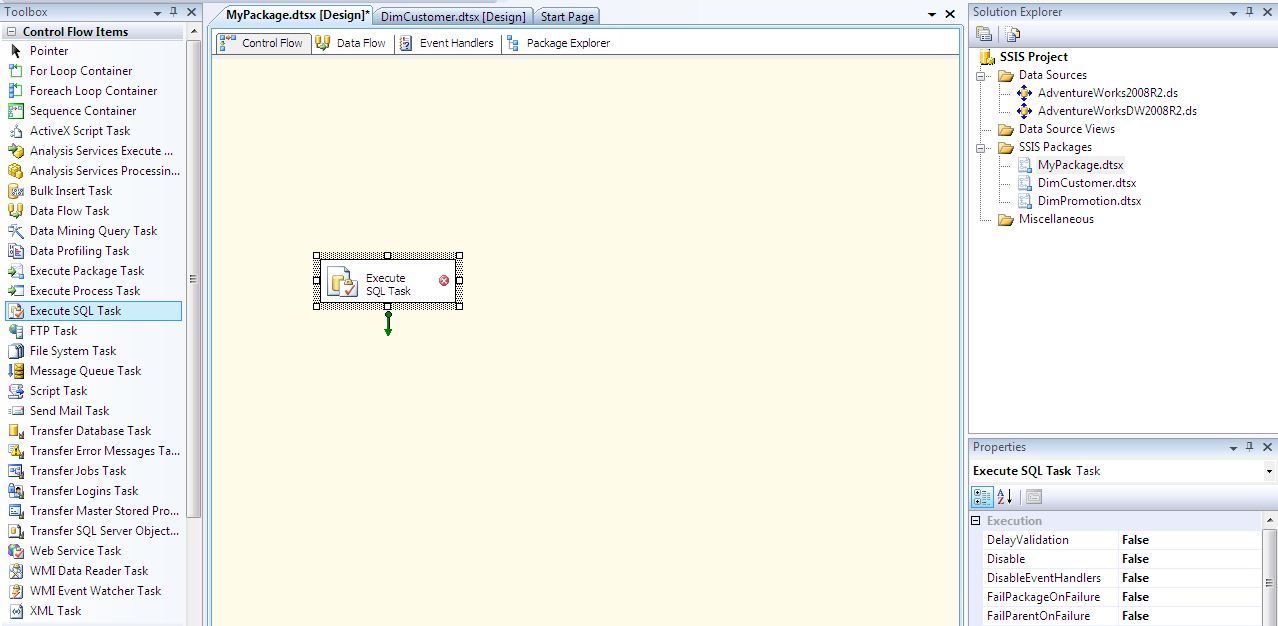 Toolbox
Control Flow Items
Pointer
For Loop Container
Foreach Loop Container
Sequence Container
ActiveX Script Task
Analysis Services Execute ...
Analysis Services Processin...
Bulk Insert Task
Data Flow Task
Data Mining Query Task
Data Profiling Task
Execute Package Task
Execute Process Task
Execute SQL Task
FTP Task
File System Task
Message Queue Task
Script Task
Send Mail Task
Transfer Database Task
Transfer Error Messages Ta...
Transfer Jobs Task
Transfer Logins Task
Transfer Master Stored Pro...
Transfer SQL Server Object...
Web Service Task
WMI Data Reader Task
WMI Event Watcher Task
XML Task
MyPackage.dtsx [Design]* DimCustomer.dtsx [Design] Start Page
Control Flow Data Flow Event Handlers Package Explorer
Execute
SQL Task
Solution Explorer
SSIS Project
Data Sources
AdventureWorks2008R2.ds
AdventureWorksDW2008R2.ds
Data Source Views
SSIS Packages
MyPackage.dtsx
DimCustomer.dtsx
DimPromotion.dtsx
Miscellaneous
Properties
Execute SQL Task Task
Execution
DelayValidation False
Disable False
DisableEventHandlers False
FailPackageOnFailure False
FailParentOnFailure False